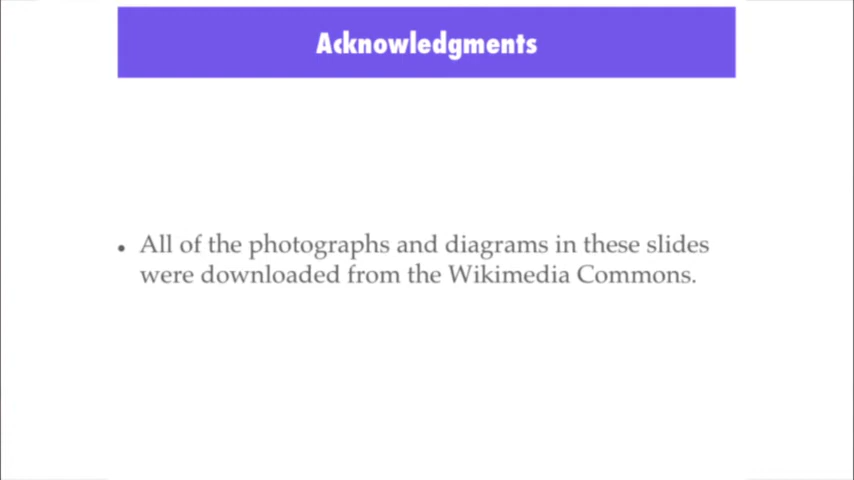 Acknowledgments
• All of the photographs and diagrams in these slides
were downloaded from the Wikimedia Commons.